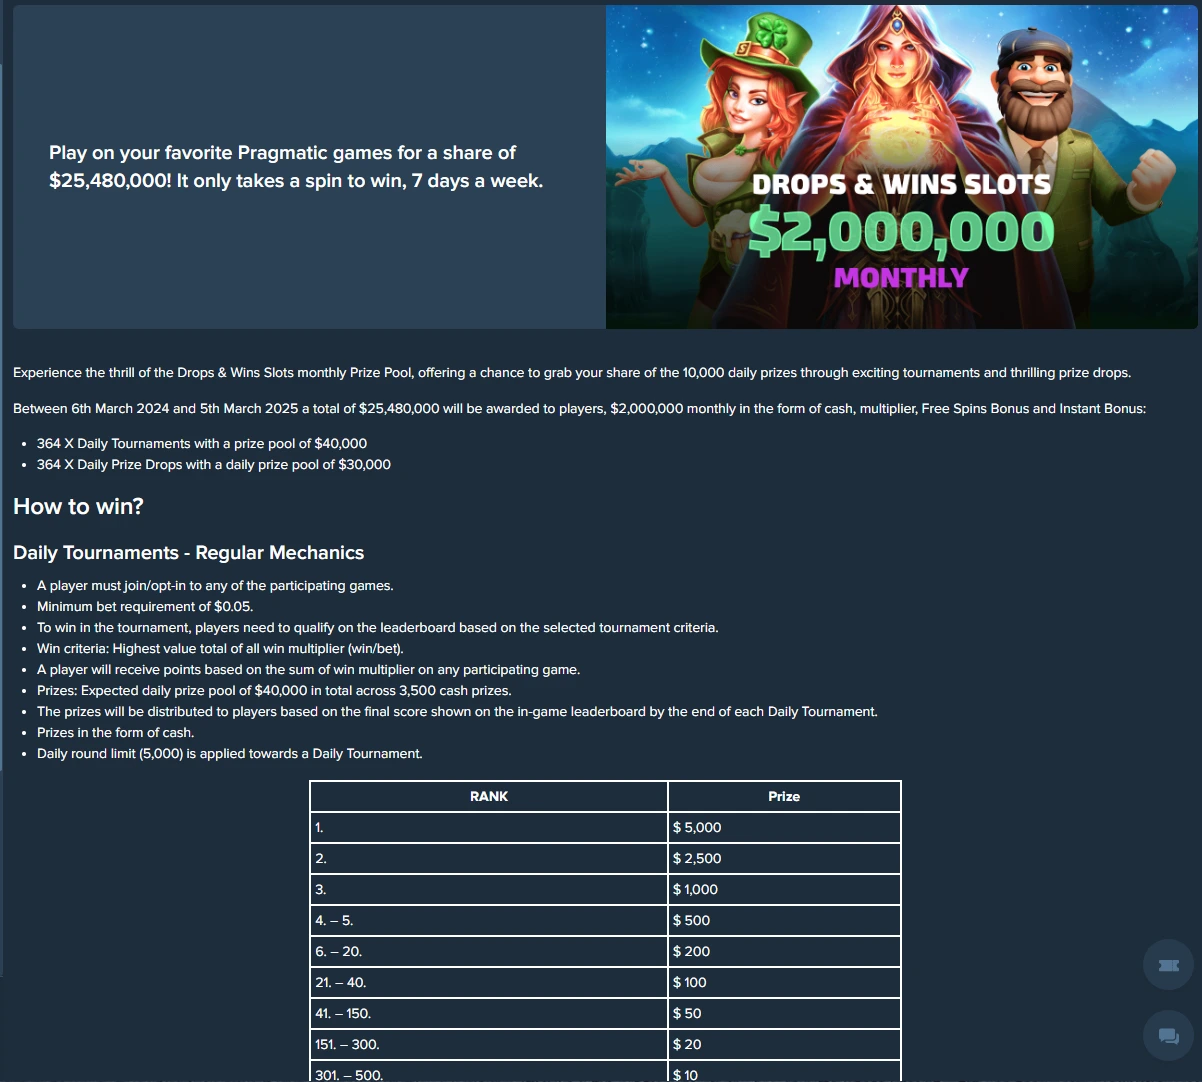 Play on your favorite Pragmatic games for a share of
$25,480,000! It only takes a spin to win, 7 days a week.
DROPS & WINS SLOTS
$2,000,000
MONTHLY
Experience the thrill of the Drops & Wins Slots monthly Prize Pool, offering a chance to grab your share of the 10,000 daily prizes through exciting tournaments and thrilling prize drops.
Between 6th March 2024 and 5th March 2025 a total of $25,480,000 will be awarded to players, $2,000,000 monthly in the form of cash, multiplier, Free Spins Bonus and Instant Bonus:
• 364 X Daily Tournaments with a prize pool of $40,000
• 364 X Daily Prize Drops with a daily prize pool of $30,000
How to win?
Daily Tournaments - Regular Mechanics
• A player must join/opt-in to any of the participating games.
• Minimum bet requirement of $0.05.
• To win in the tournament, players need to qualify on the leaderboard based on the selected tournament criteria.
• Win criteria: Highest value total of all win multiplier (win/bet).
• A player will receive points based on the sum of win multiplier on any participating game.
• Prizes: Expected daily prize pool of $40,000 in total across 3,500 cash prizes.
• The prizes will be distributed to players based on the final score shown on the in-game leaderboard by the end of each Daily Tournament.
• Prizes in the form of cash.
• Daily round limit (5,000) is applied towards a Daily Tournament.
RANK Prize
1. $ 5,000
2. $ 2,500
3. $ 1,000
4. – 5. $ 500
6. – 20. $ 200
21. – 40. $ 100
41. – 150. $ 50
151. – 300. $ 20
301. – 500. $ 10